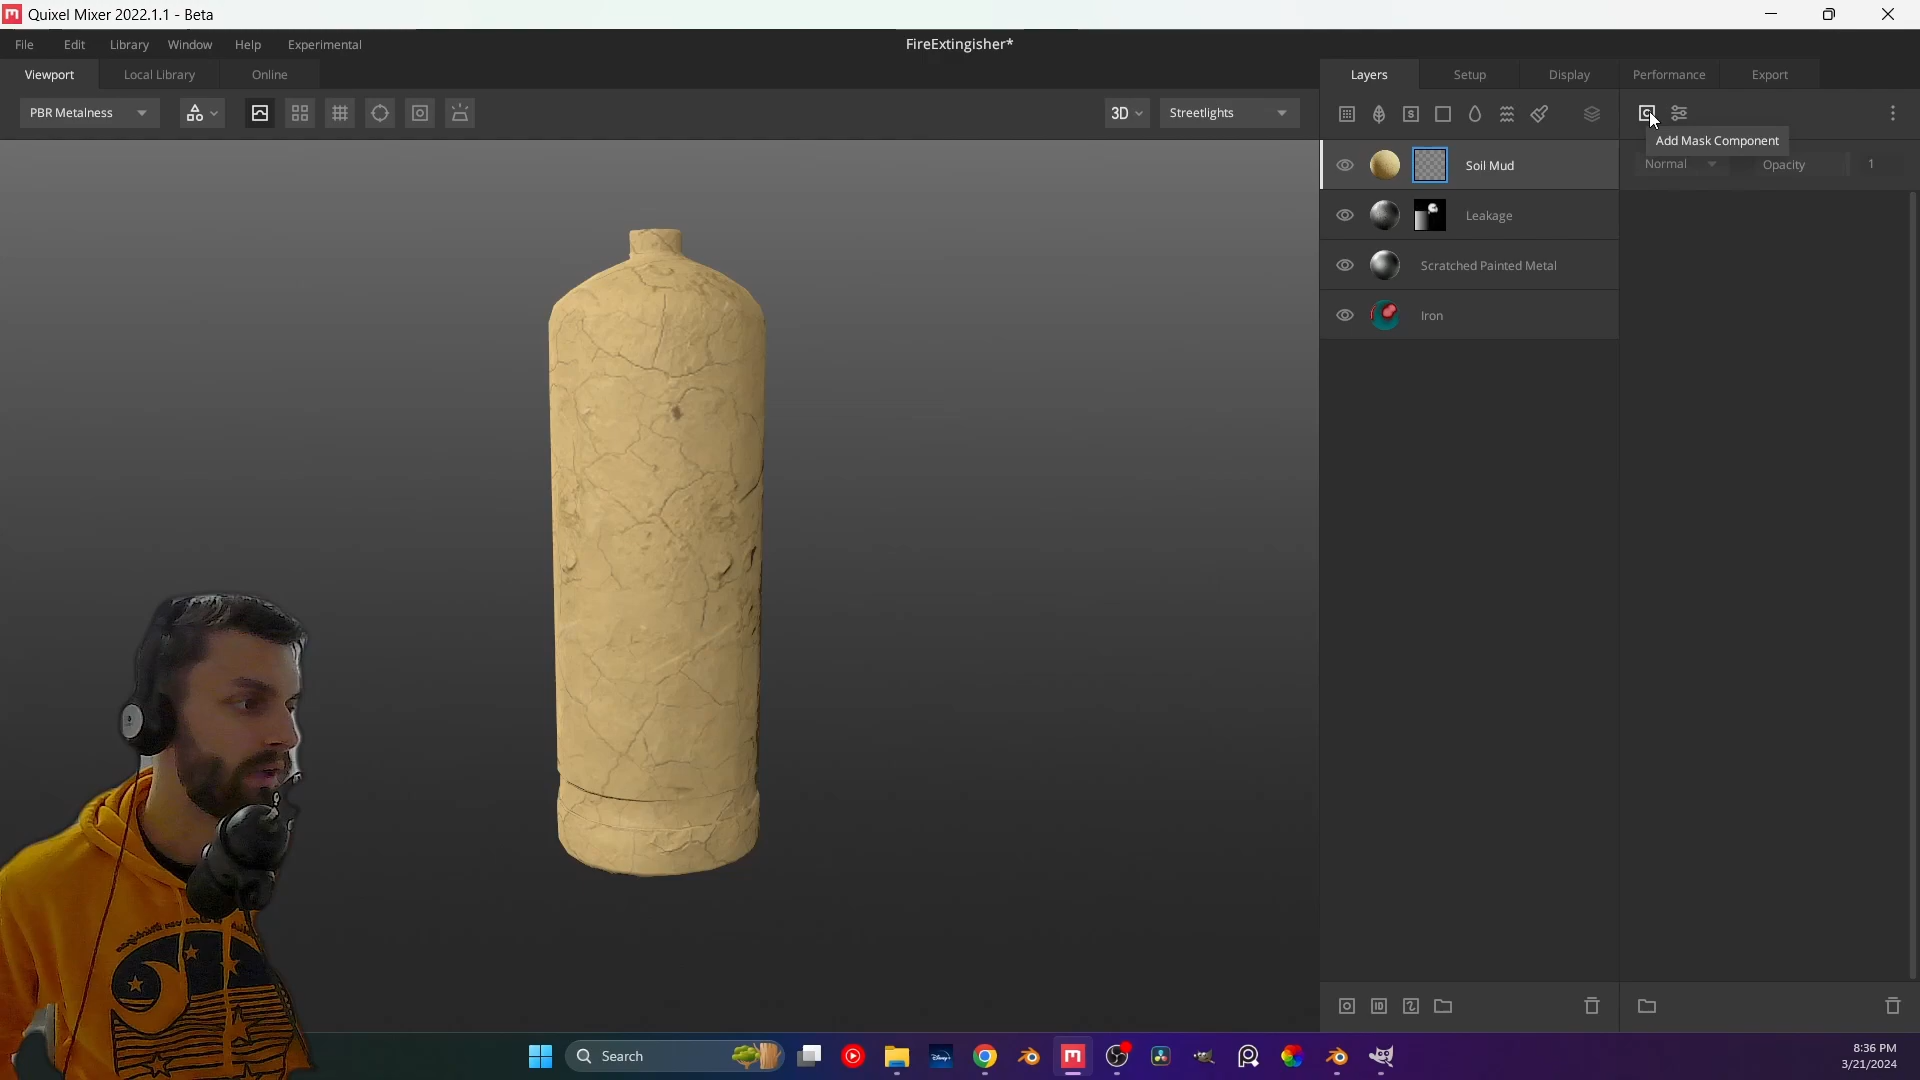 Quixel Mixer 2022.1.1 - Beta
File Edit Library Window Help Experimental
FireExtingisher*
Viewport Local Library Online
Layers Setup Display Performance Export
PBR Metalness
3D
Streetlights
Add Mask Component
Normal
Opacity
1
Soil Mud
Leakage
Scratched Painted Metal
Iron
Search
8:36 PM
3/21/2024